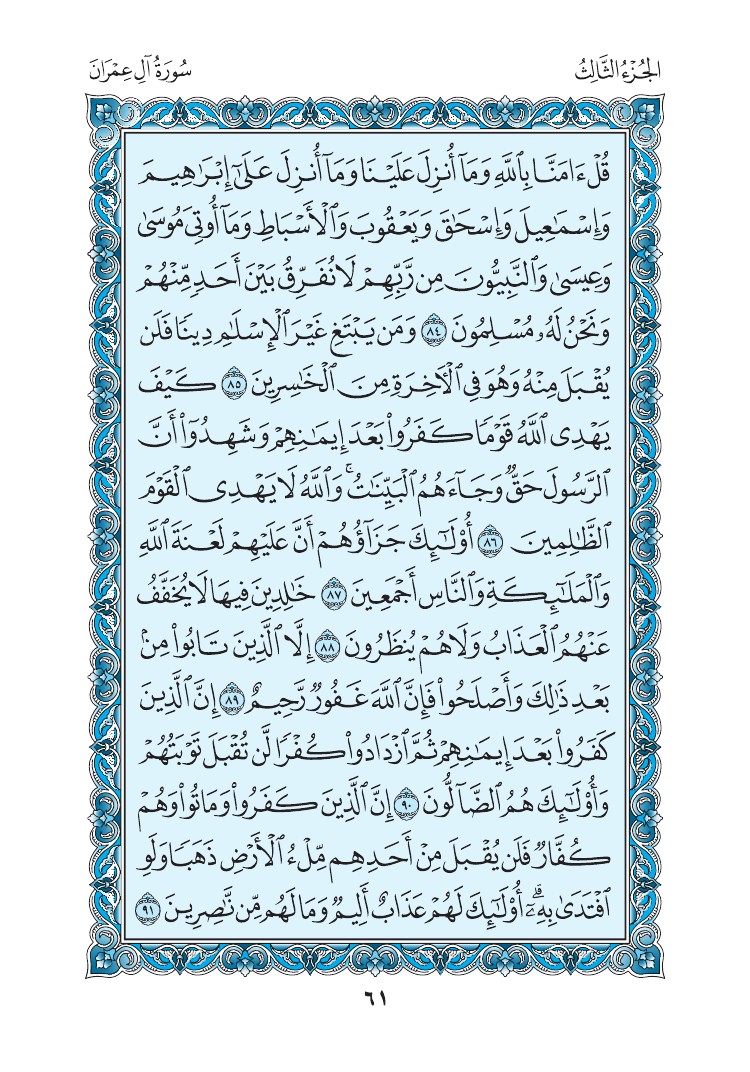 الجُزْءُ الثَّالِثُ
سُورَةُ آلِ عِمْرَانَ
قُلْ ءَامَنَّا بِٱللَّهِ وَمَآ أُنزِلَ عَلَيْنَا وَمَآ أُنزِلَ عَلَىٰٓ إِبْرَٰهِيمَ
وَإِسْمَٰعِيلَ وَإِسْحَٰقَ وَيَعْقُوبَ وَٱلْأَسْبَاطِ وَمَآ أُوتِىَ مُوسَىٰ
وَعِيسَىٰ وَٱلنَّبِيُّونَ مِن رَّبِّهِمْ لَا نُفَرِّقُ بَيْنَ أَحَدٍ مِّنْهُمْ
وَنَحْنُ لَهُۥ مُسْلِمُونَ ٨٤ وَمَن يَبْتَغِ غَيْرَ ٱلْإِسْلَٰمِ دِينًا فَلَن
يُقْبَلَ مِنْهُ وَهُوَ فِى ٱلْءَاخِرَةِ مِنَ ٱلْخَٰسِرِينَ ٨٥ كَيْفَ
يَهْدِى ٱللَّهُ قَوْمًا كَفَرُوا۟ بَعْدَ إِيمَٰنِهِمْ وَشَهِدُوٓا۟ أَنَّ
ٱلرَّسُولَ حَقٌّ وَجَآءَهُمُ ٱلْبَيِّنَٰتُ ۚ وَٱللَّهُ لَا يَهْدِى ٱلْقَوْمَ
ٱلظَّٰلِمِينَ ٨٦ أُو۟لَٰٓئِكَ جَزَآؤُهُمْ أَنَّ عَلَيْهِمْ لَعْنَةَ ٱللَّهِ
وَٱلْمَلَٰٓئِكَةِ وَٱلنَّاسِ أَجْمَعِينَ ٨٧ خَٰلِدِينَ فِيهَا لَا يُخَفَّفُ
عَنْهُمُ ٱلْعَذَابُ وَلَا هُمْ يُنظَرُونَ ٨٨ إِلَّا ٱلَّذِينَ تَابُوا۟ مِنۢ
بَعْدِ ذَٰلِكَ وَأَصْلَحُوا۟ فَإِنَّ ٱللَّهَ غَفُورٌ رَّحِيمٌ ٨٩ إِنَّ ٱلَّذِينَ
كَفَرُوا۟ بَعْدَ إِيمَٰنِهِمْ ثُمَّ ٱزْدَادُوا۟ كُفْرًا لَّن تُقْبَلَ تَوْبَتُهُمْ
وَأُو۟لَٰٓئِكَ هُمُ ٱلضَّآلُّونَ ٩٠ إِنَّ ٱلَّذِينَ كَفَرُوا۟ وَمَاتُوا۟ وَهُمْ
كُفَّارٌ فَلَن يُقْبَلَ مِنْ أَحَدِهِم مِّلْءُ ٱلْأَرْضِ ذَهَبًا وَلَوِ
ٱفْتَدَىٰ بِهِۦٓ ۗ أُو۟لَٰٓئِكَ لَهُمْ عَذَابٌ أَلِيمٌ وَمَا لَهُم مِّن نَّٰصِرِينَ ٩١
٦١